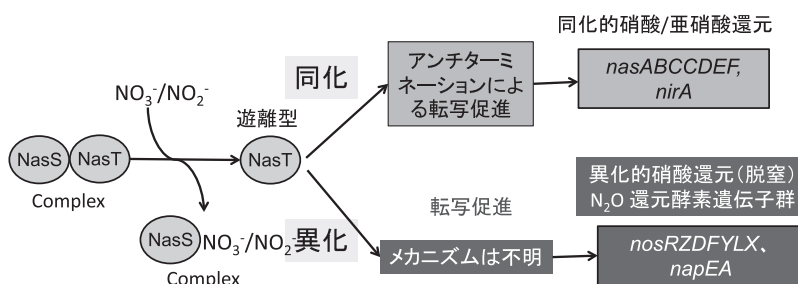 同化的硝酸/亜硝酸還元
アンチターミ
ネーションによ
る転写促進
nasABCCDEF,
nirA
同化
NO₃⁻/NO₂⁻
遊離型
NasS
NasT
NasT
Complex
異化的硝酸還元(脱窒)
N₂O 還元酵素遺伝子群
転写促進
NasS
NO₃⁻/NO₂⁻
異化
メカニズムは不明
nosRZDFYLX、
napEA
Complex